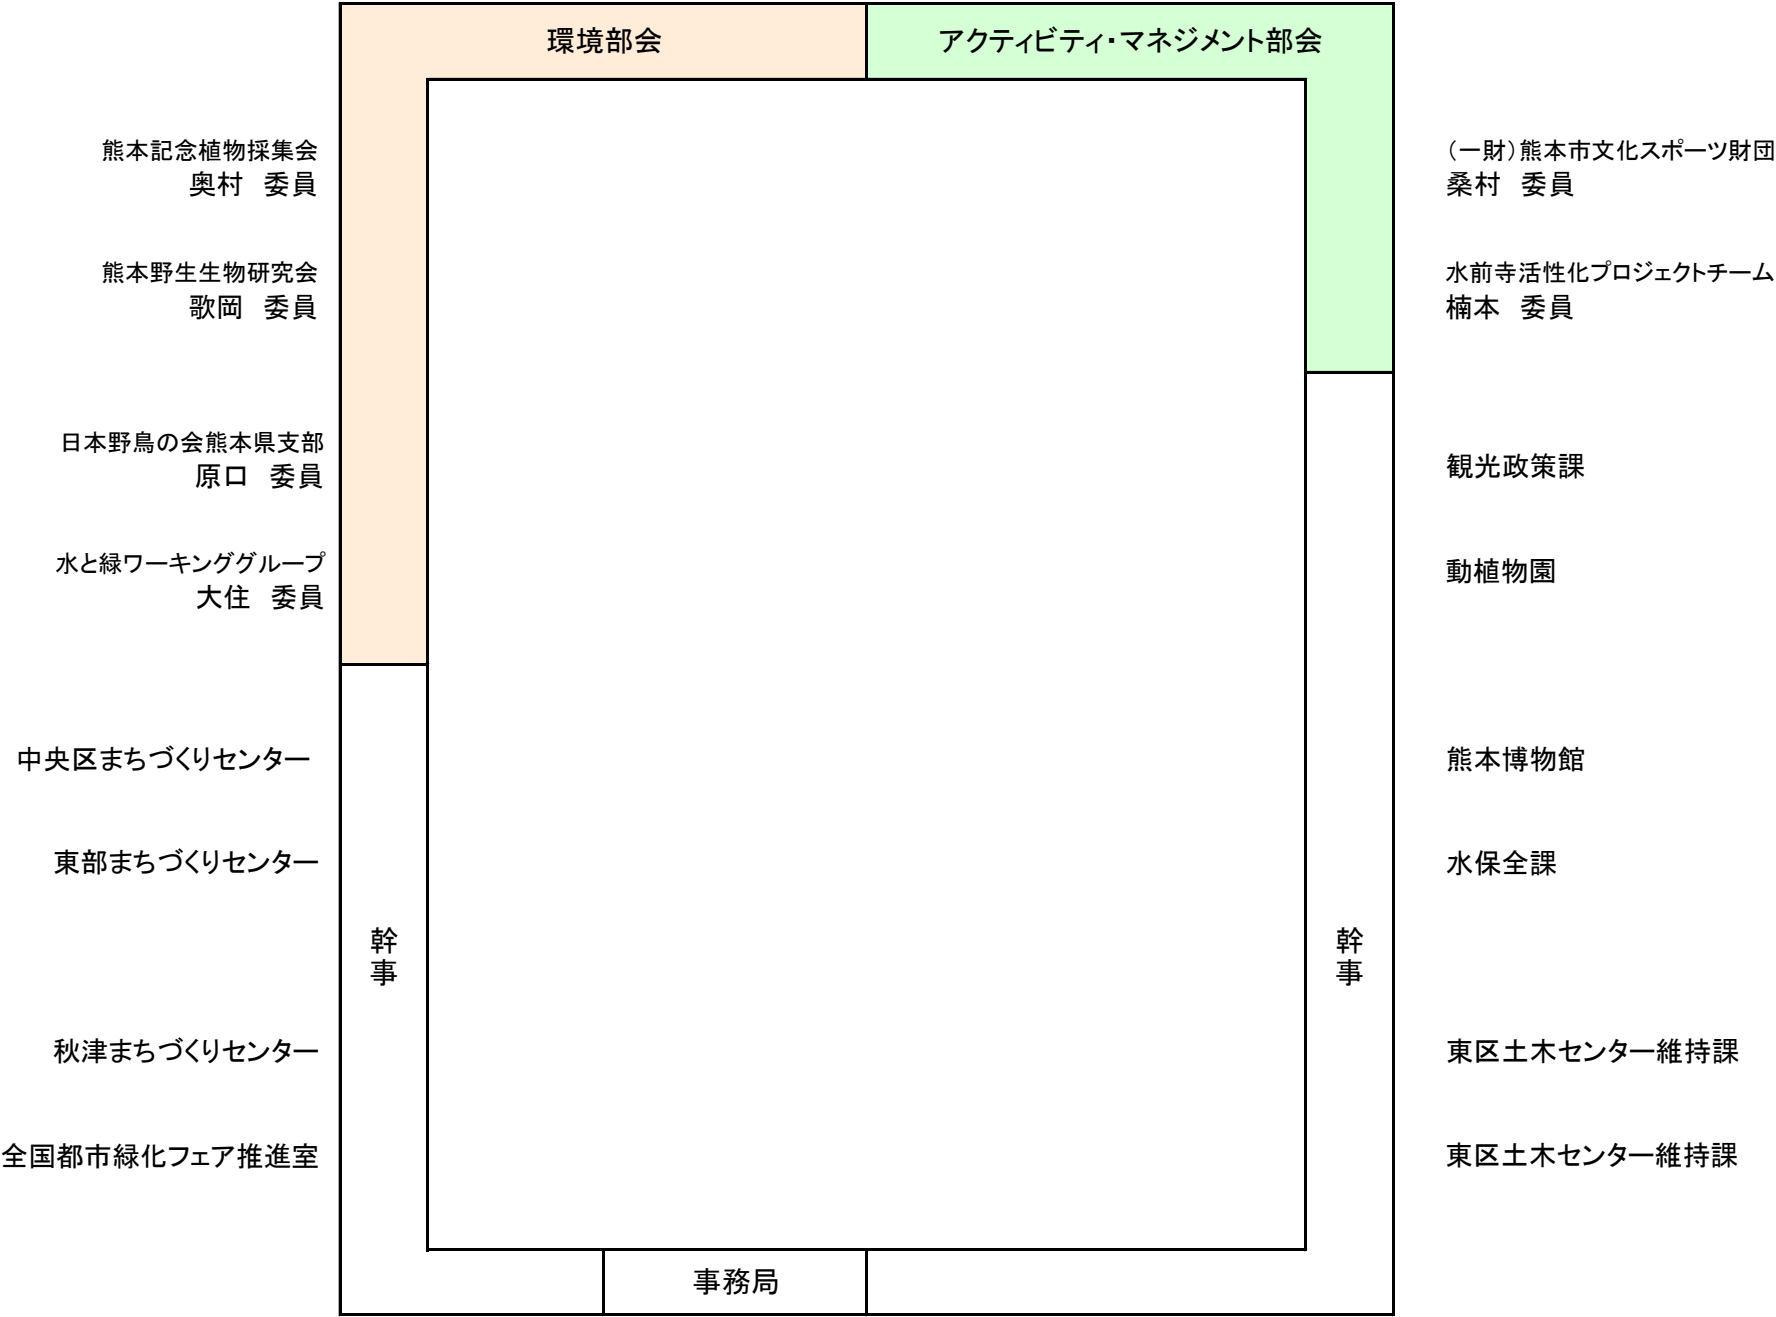 環境部会
アクティビティ・マネジメント部会
熊本記念植物採集会
奥村　委員
熊本野生生物研究会
歌岡　委員
日本野鳥の会熊本県支部
原口　委員
水と緑ワーキンググループ
大住　委員
中央区まちづくりセンター
東部まちづくりセンター
幹事
秋津まちづくりセンター
全国都市緑化フェア推進室
（一財）熊本市文化スポーツ財団
桑村　委員
水前寺活性化プロジェクトチーム
楠本　委員
観光政策課
動植物園
熊本博物館
水保全課
幹事
東区土木センター維持課
東区土木センター維持課
事務局